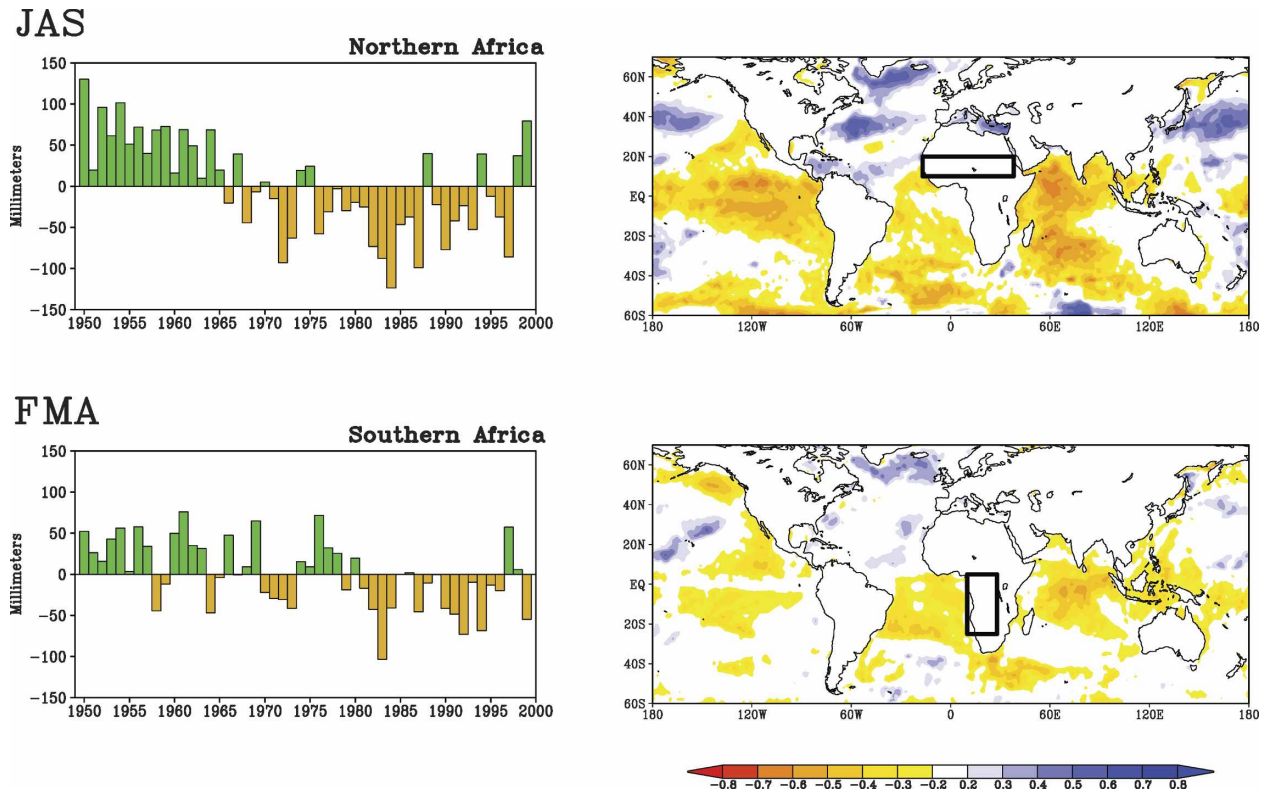 JAS
Northern Africa
Millimeters
150
100
50
0
−50
−100
−150
1950 1955 1960 1965 1970 1975 1980 1985 1990 1995 2000
60N
40N
20N
EQ
20S
40S
60S
180 120W 60W 0 60E 120E 180
FMA
Southern Africa
Millimeters
150
100
50
0
−50
−100
−150
1950 1955 1960 1965 1970 1975 1980 1985 1990 1995 2000
60N
40N
20N
EQ
20S
40S
60S
180 120W 60W 0 60E 120E 180
−0.8 −0.7 −0.6 −0.5 −0.4 −0.3 −0.2 0.2 0.3 0.4 0.5 0.6 0.7 0.8